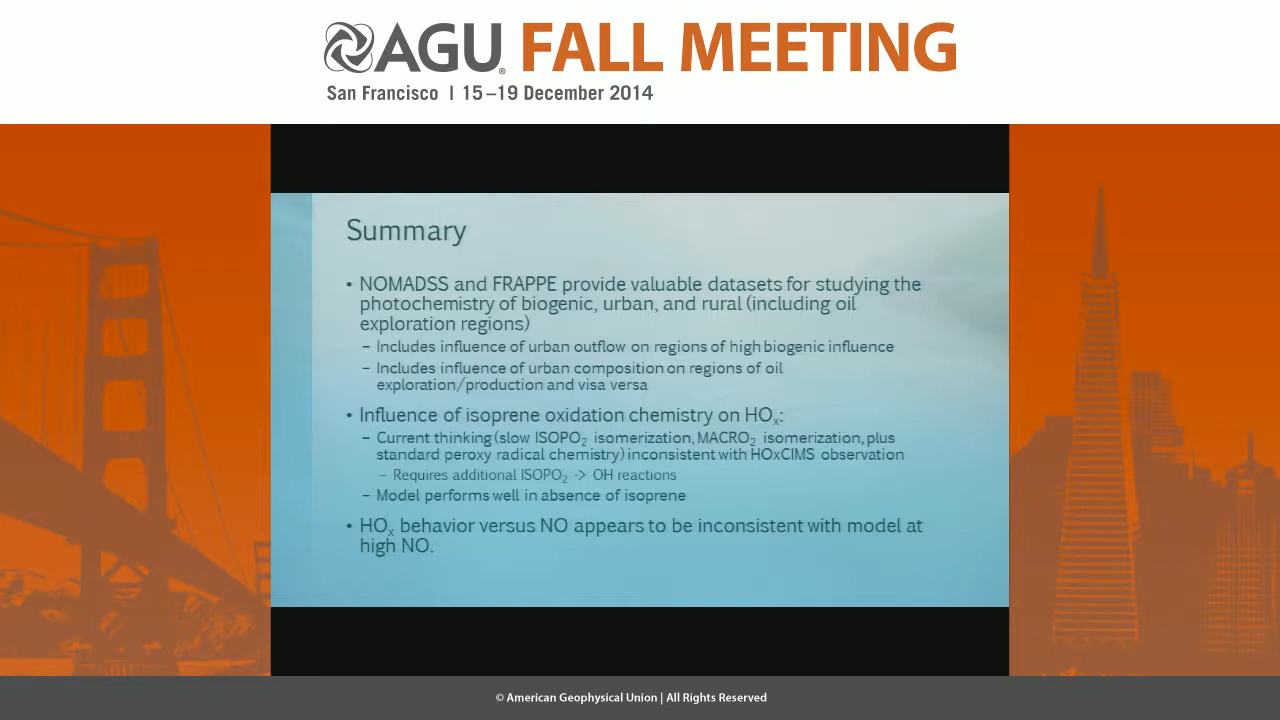 AGU FALL MEETING
San Francisco | 15–19 December 2014
Summary
• NOMADSS and FRAPPE provide valuable datasets for studying the
photochemistry of biogenic, urban, and rural (including oil
exploration regions)
– Includes influence of urban outflow on regions of high biogenic influence
– Includes influence of urban composition on regions of oil
exploration/production and visa versa
• Influence of isoprene oxidation chemistry on HOₓ:
– Current thinking (slow ISOPO₂ isomerization, MACRO₂ isomerization, plus
standard peroxy radical chemistry) inconsistent with HOxCIMS observation
– Requires additional ISOPO₂ -> OH reactions
– Model performs well in absence of isoprene
• HOₓ behavior versus NO appears to be inconsistent with model at
high NO.
© American Geophysical Union | All Rights Reserved